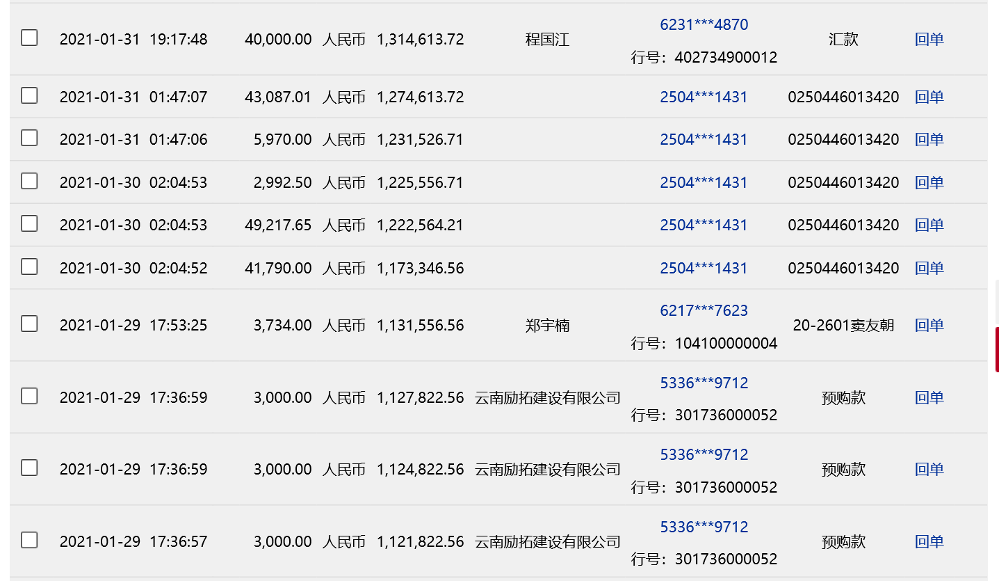 6231***4870
2021-01-31 19:17:48 40,000.00 人民币 1,314,613.72 程国江 汇款 回单
行号：402734900012
2021-01-31 01:47:07 43,087.01 人民币 1,274,613.72 2504***1431 0250446013420 回单
2021-01-31 01:47:06 5,970.00 人民币 1,231,526.71 2504***1431 0250446013420 回单
2021-01-30 02:04:53 2,992.50 人民币 1,225,556.71 2504***1431 0250446013420 回单
2021-01-30 02:04:53 49,217.65 人民币 1,222,564.21 2504***1431 0250446013420 回单
2021-01-30 02:04:52 41,790.00 人民币 1,173,346.56 2504***1431 0250446013420 回单
6217***7623
2021-01-29 17:53:25 3,734.00 人民币 1,131,556.56 郑宇楠 20-2601窦友朝 回单
行号：104100000004
5336***9712
2021-01-29 17:36:59 3,000.00 人民币 1,127,822.56 云南励拓建设有限公司 预购款 回单
行号：301736000052
5336***9712
2021-01-29 17:36:59 3,000.00 人民币 1,124,822.56 云南励拓建设有限公司 预购款 回单
行号：301736000052
5336***9712
2021-01-29 17:36:57 3,000.00 人民币 1,121,822.56 云南励拓建设有限公司 预购款 回单
行号：301736000052